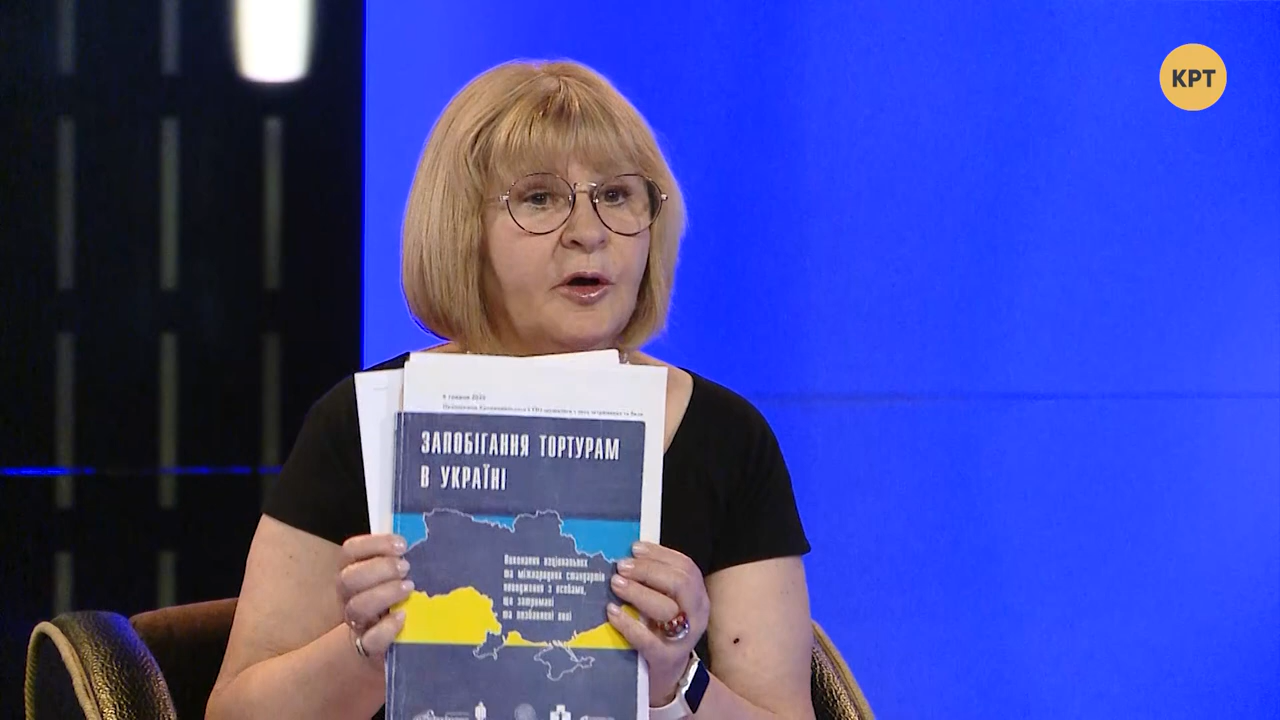 КРТ
ЗАПОБІГАННЯ ТОРТУРАМ
В УКРАЇНІ
Виконання національних
та міжнародних стандартів
поводження з особами,
що затримані
та позбавлені волі